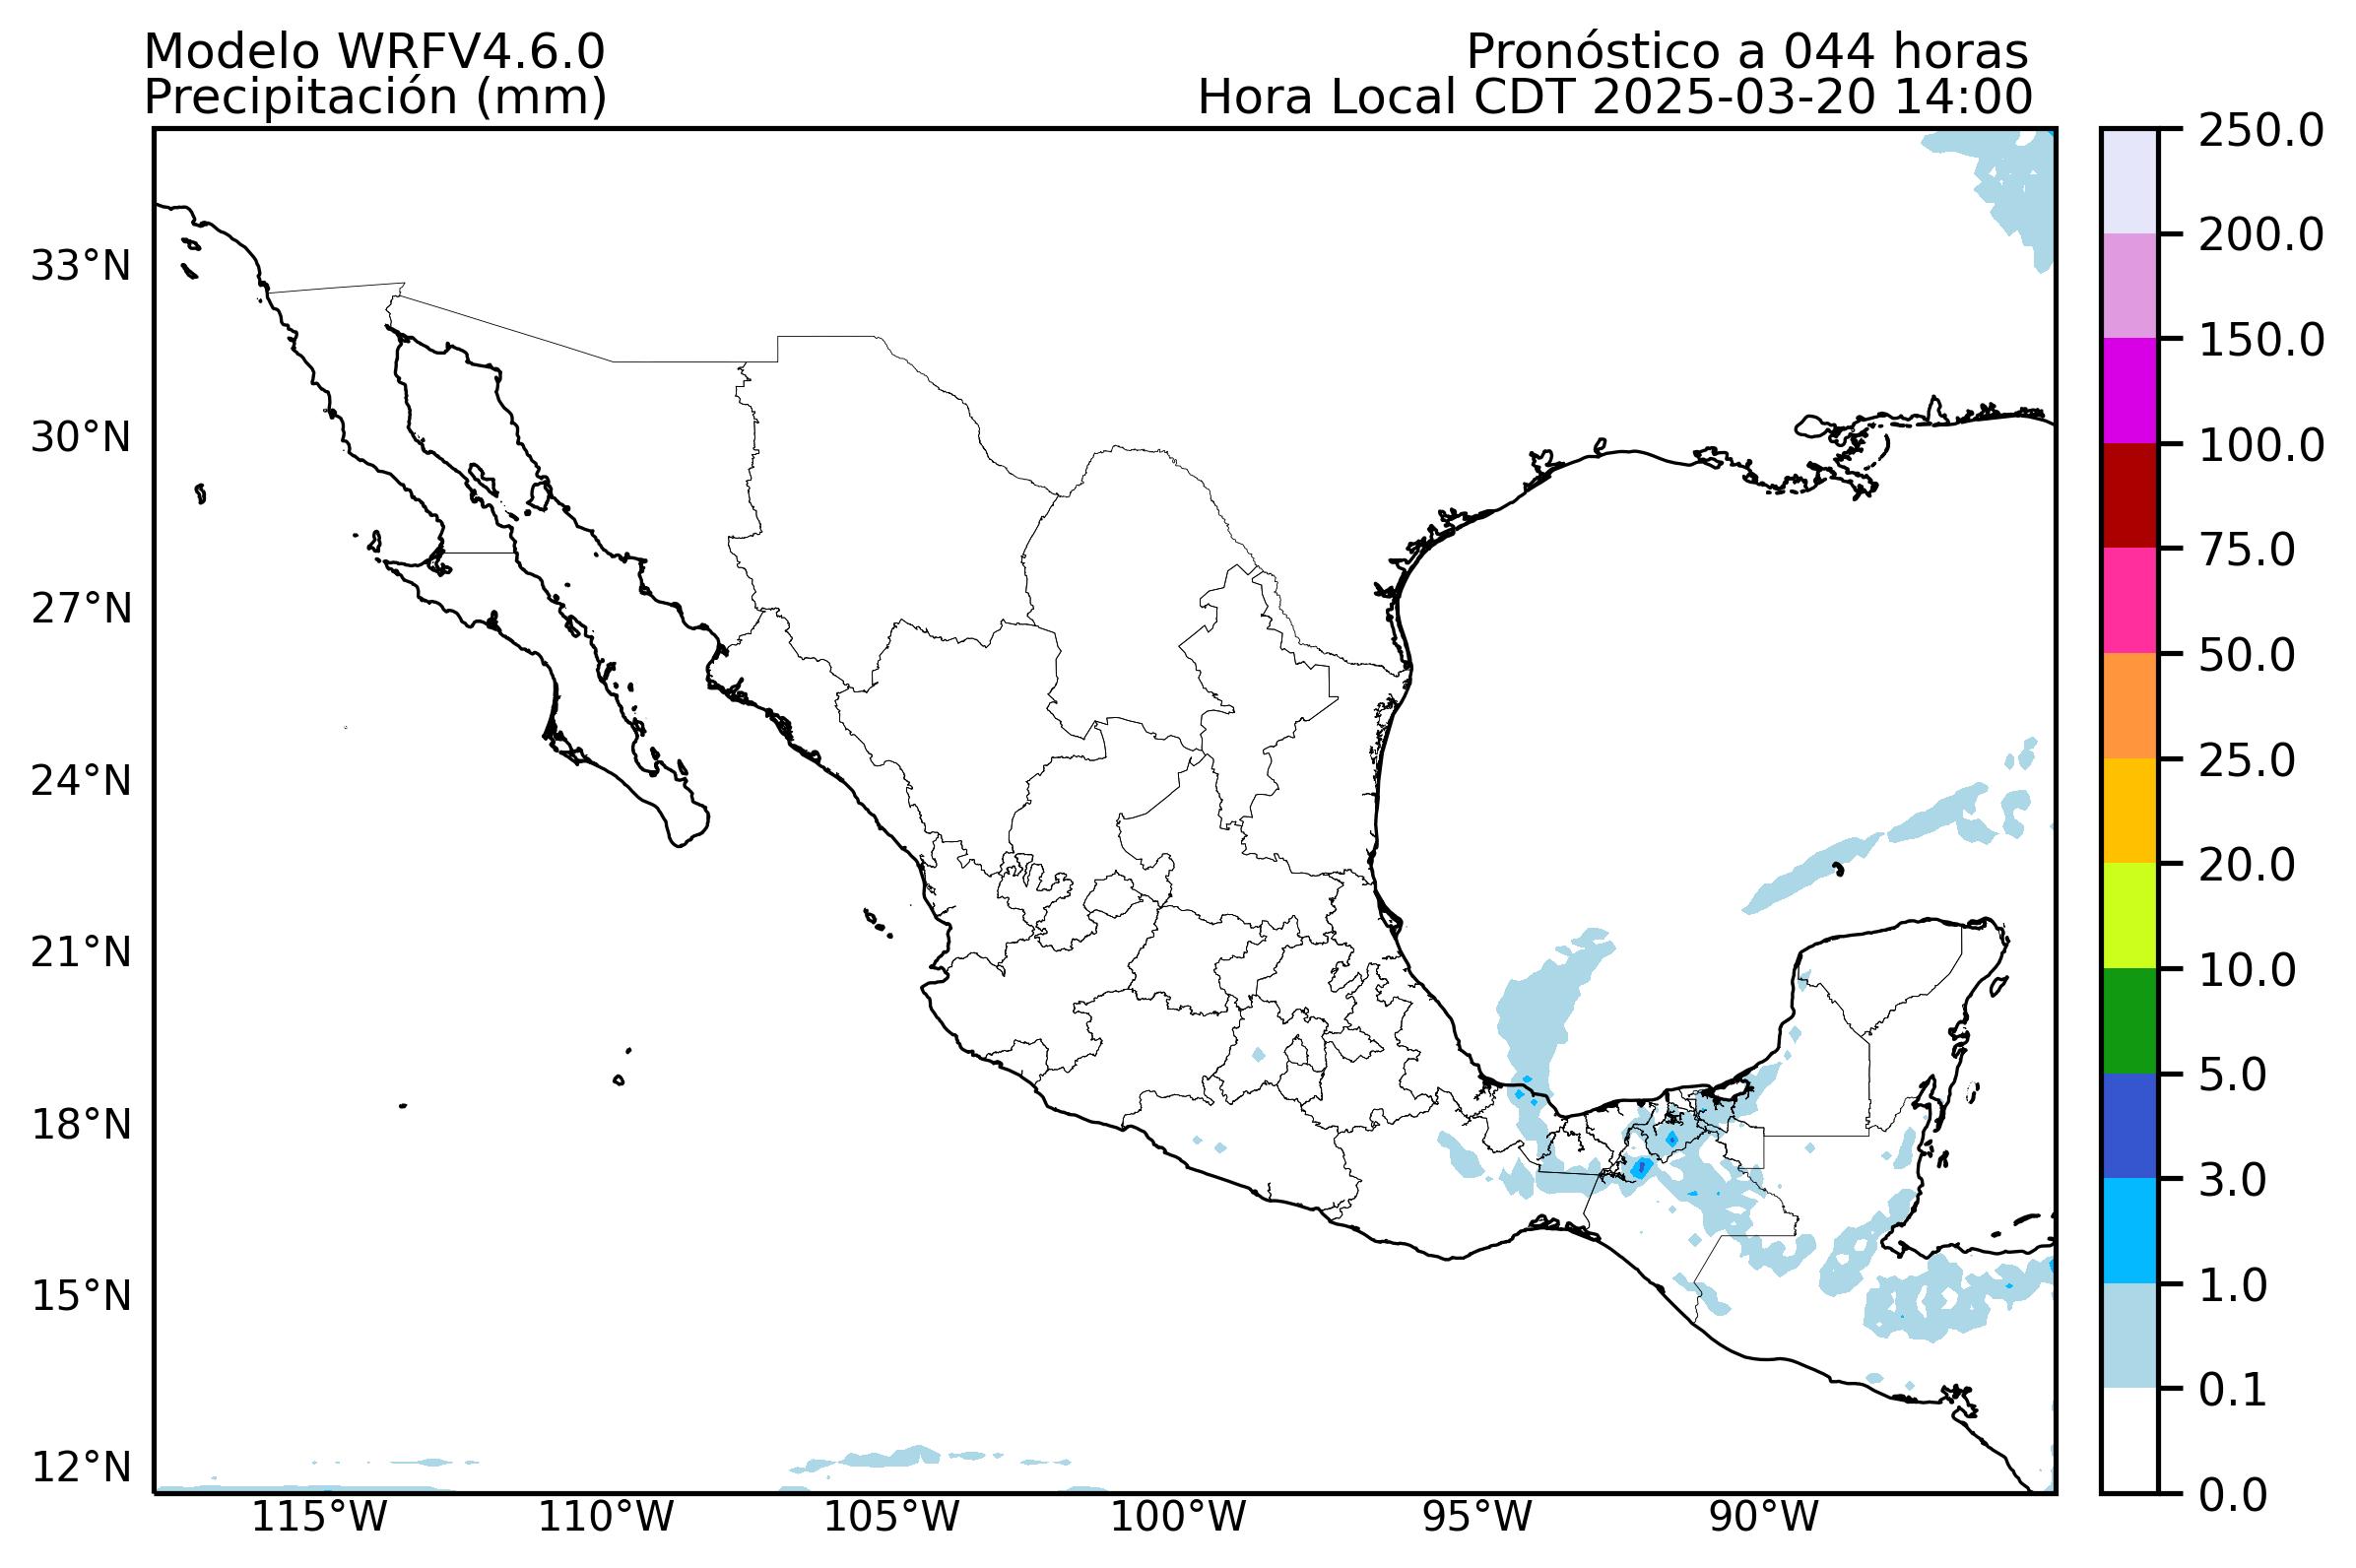 Modelo WRFV4.6.0
Pronóstico a 044 horas
Precipitación (mm)
Hora Local CDT 2025-03-20 14:00
250.0
200.0
150.0
100.0
75.0
50.0
25.0
20.0
10.0
5.0
3.0
1.0
0.1
0.0
33°N
30°N
27°N
24°N
21°N
18°N
15°N
12°N
115°W
110°W
105°W
100°W
95°W
90°W